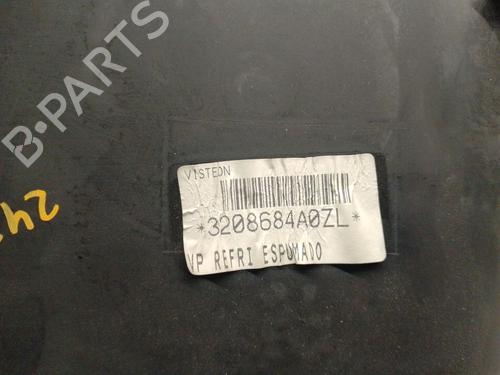 B-PARTS
VISTEON
*3208684A0ZL*
VP REFRI ESPUMADO